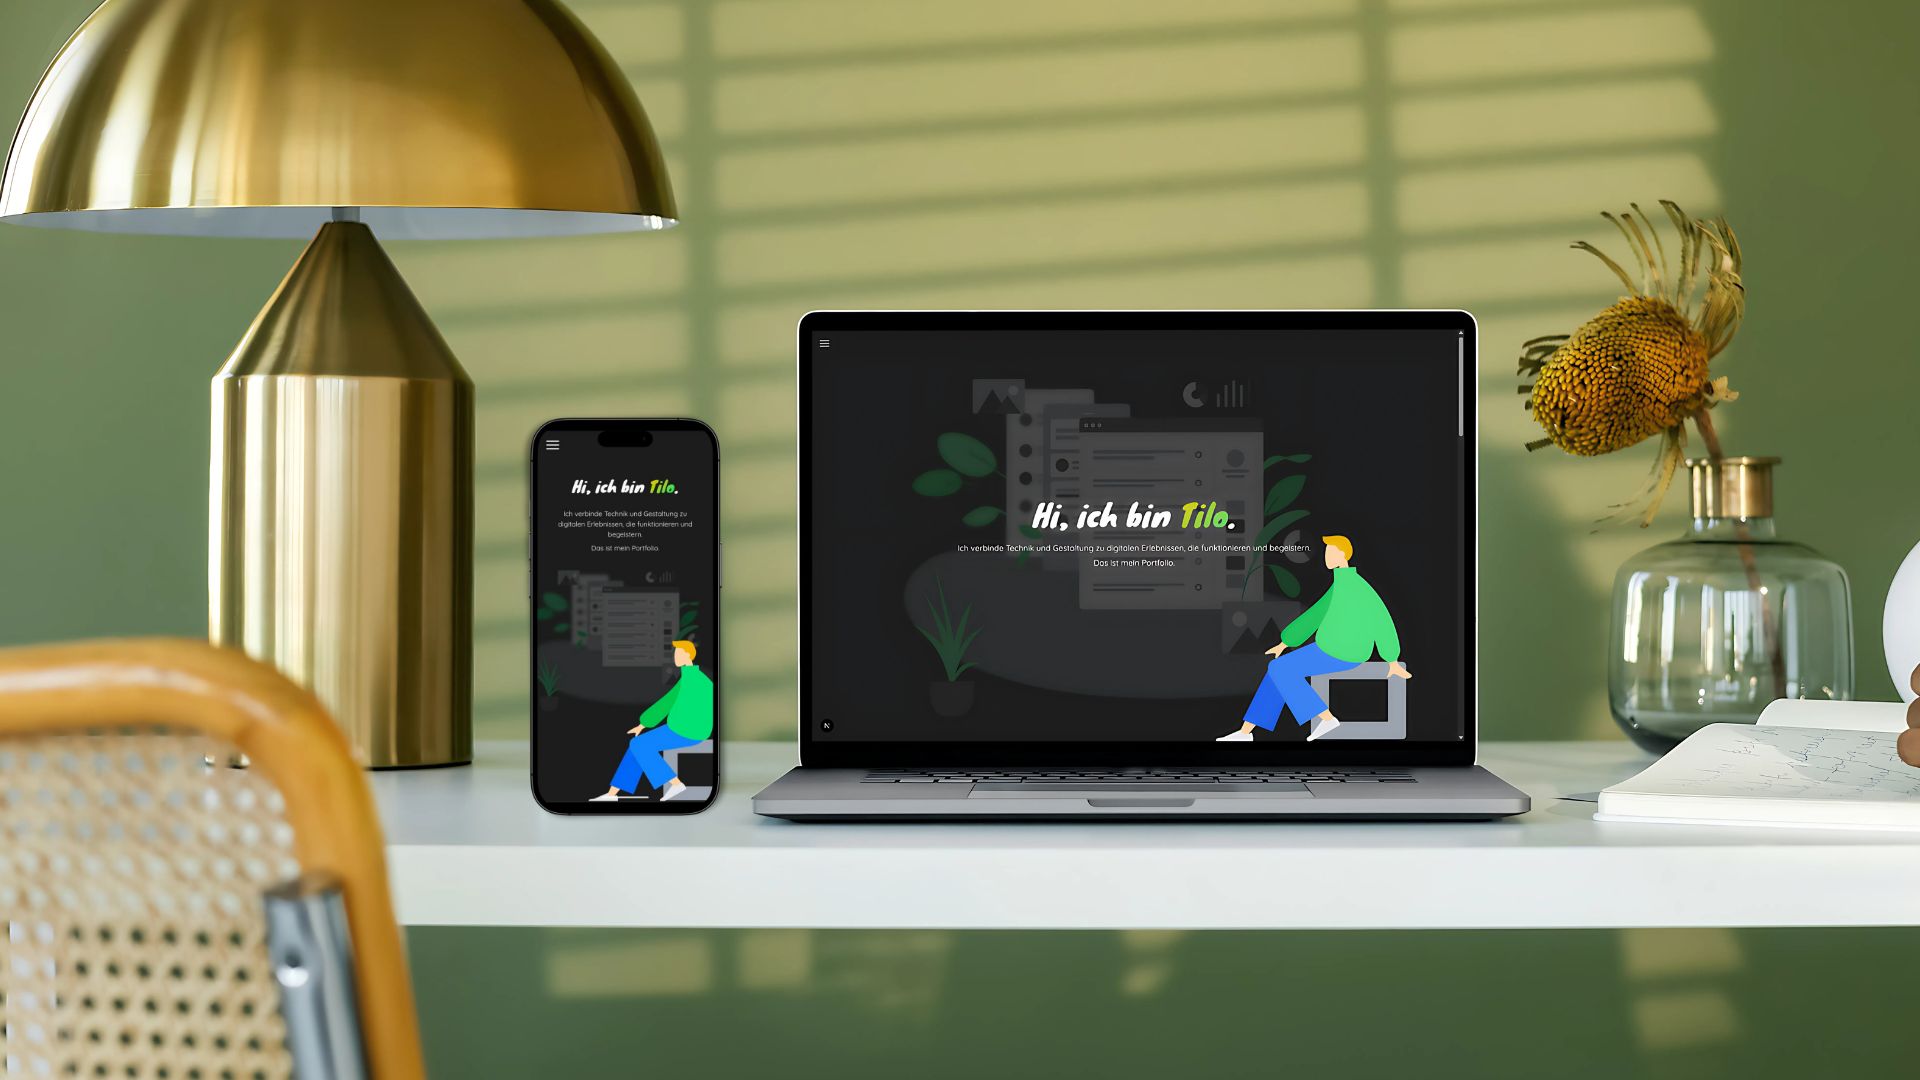 Hi, ich bin Tilo.
Ich verbinde Technik und Gestaltung zu
digitalen Erlebnissen, die funktionieren und
begeistern.
Das ist mein Portfolio.
Hi, ich bin Tilo.
Ich verbinde Technik und Gestaltung zu digitalen Erlebnissen, die funktionieren und begeistern.
Das ist mein Portfolio.
N